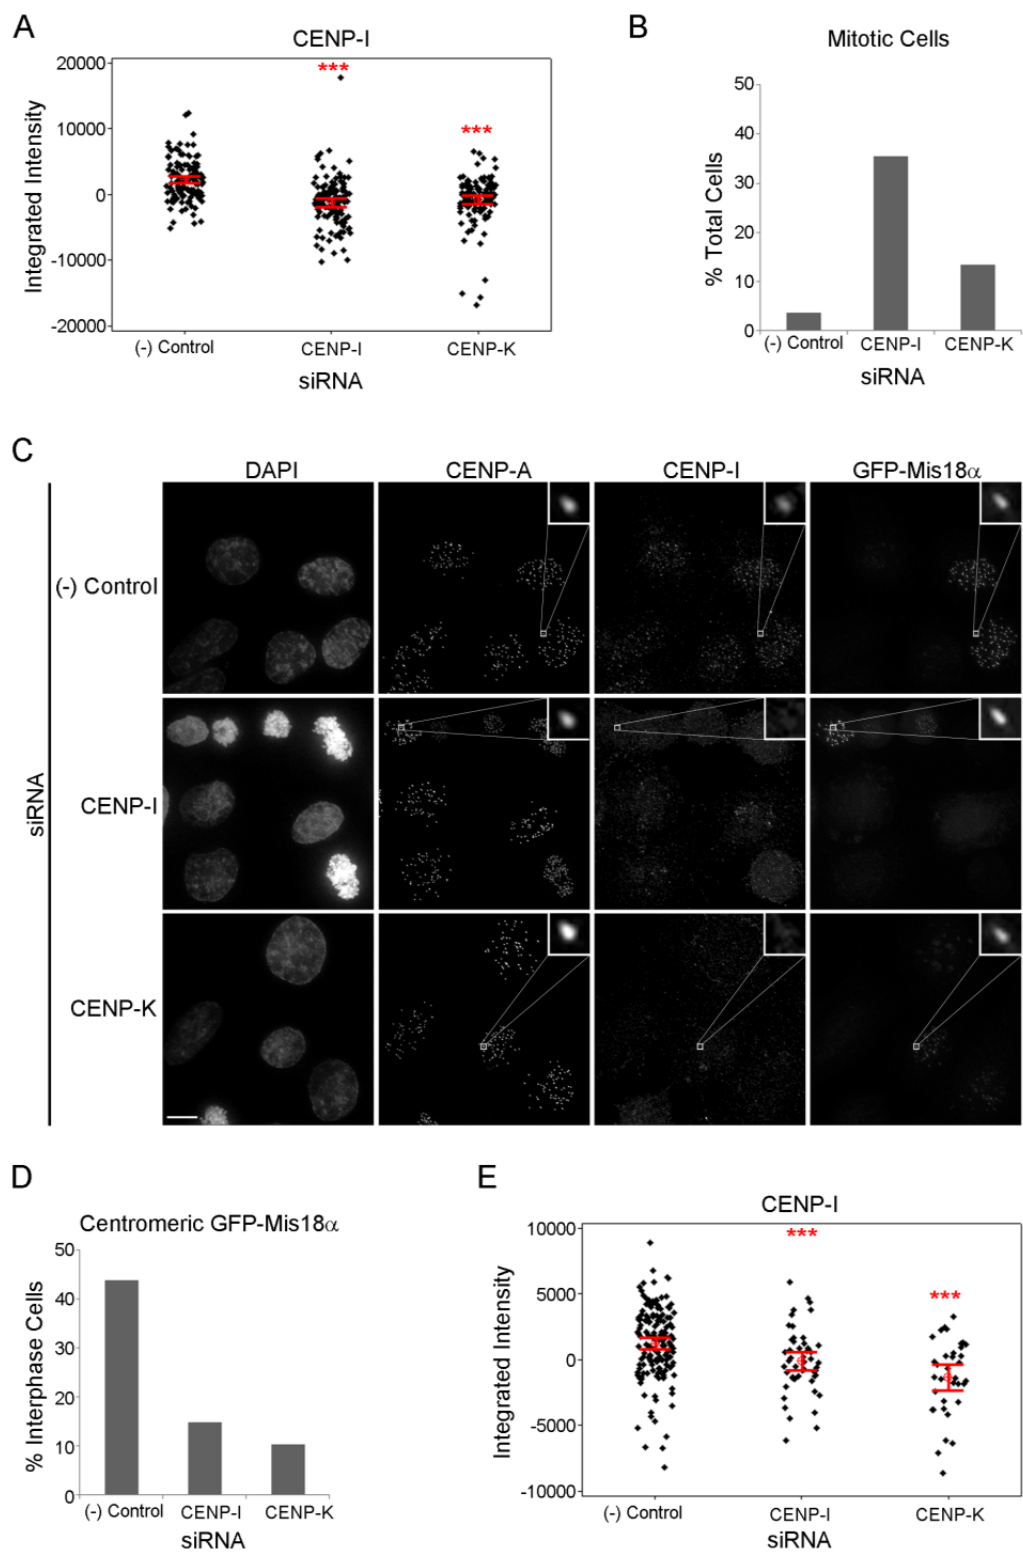 A
CENP-I
Integrated Intensity
20000
10000
0
-10000
-20000
***
***
(-) Control
CENP-I
CENP-K
siRNA
B
Mitotic Cells
% Total Cells
50
40
30
20
10
0
(-) Control
CENP-I
CENP-K
siRNA
C
DAPI
CENP-A
CENP-I
GFP-Mis18α
siRNA
(-) Control
CENP-I
CENP-K
D
Centromeric GFP-Mis18α
% Interphase Cells
50
40
30
20
10
0
(-) Control
CENP-I
CENP-K
siRNA
E
CENP-I
Integrated Intensity
10000
5000
0
-5000
-10000
***
***
(-) Control
CENP-I
CENP-K
siRNA